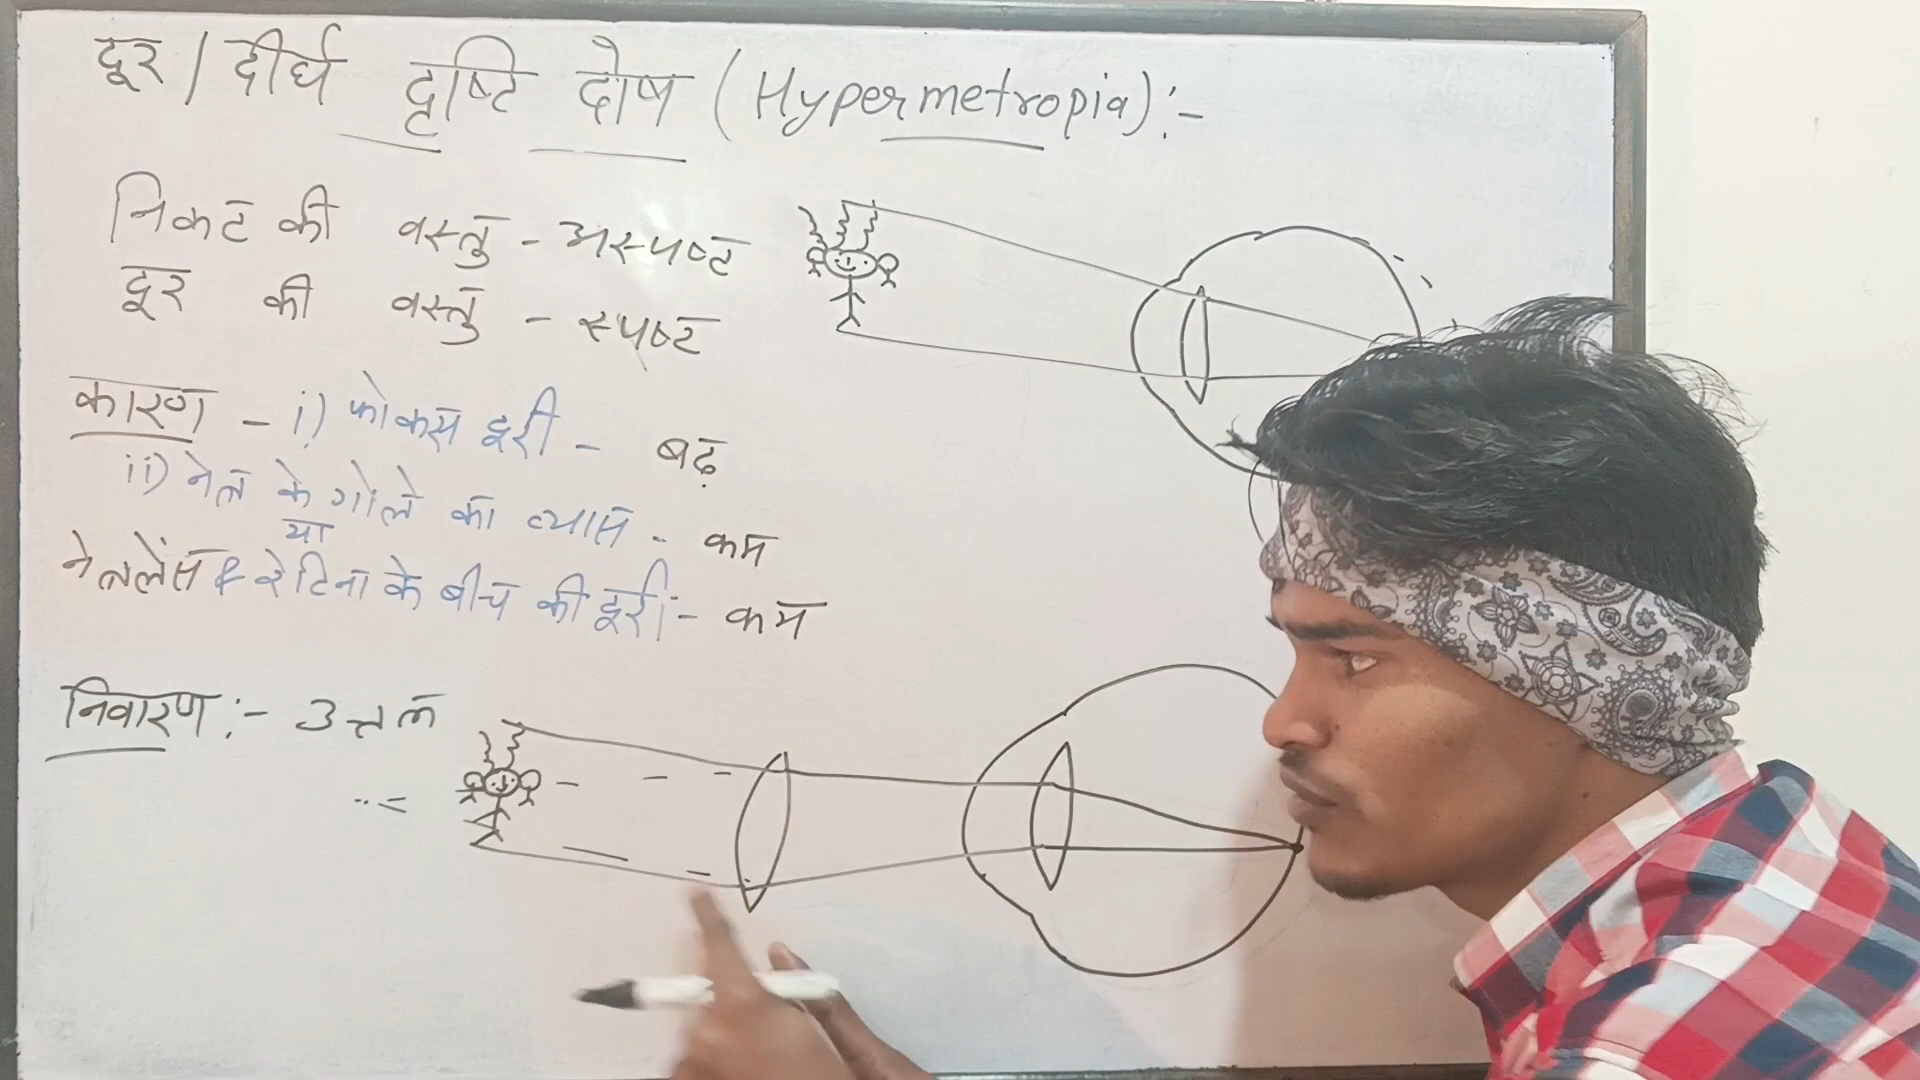 दूर / दीर्घ दृष्टि दोष (Hypermetropia) :-
निकट की वस्तु - अस्पष्ट
दूर की वस्तु - स्पष्ट
कारण - i) फोकस दूरी - बढ़
ii) नेत्र के गोले का व्यास - कम
या
नेत्र लेंस & रेटिना के बीच की दूरी :- कम
निवारण :- उत्तल